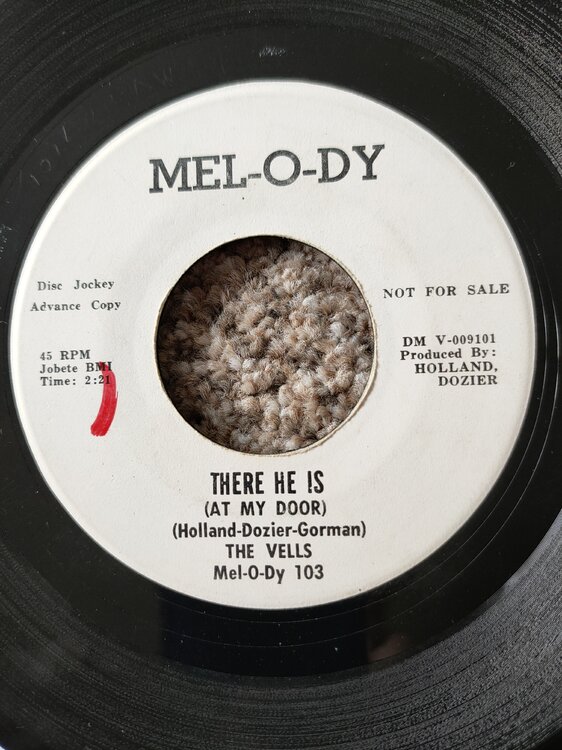 MEL-O-DY
Disc Jockey
Advance Copy
NOT FOR SALE
45 RPM
Jobete BMI
Time: 2:21
DM V-009101
Produced By:
HOLLAND,
DOZIER
THERE HE IS
(AT MY DOOR)
(Holland-Dozier-Gorman)
THE VELLS
Mel-O-Dy 103